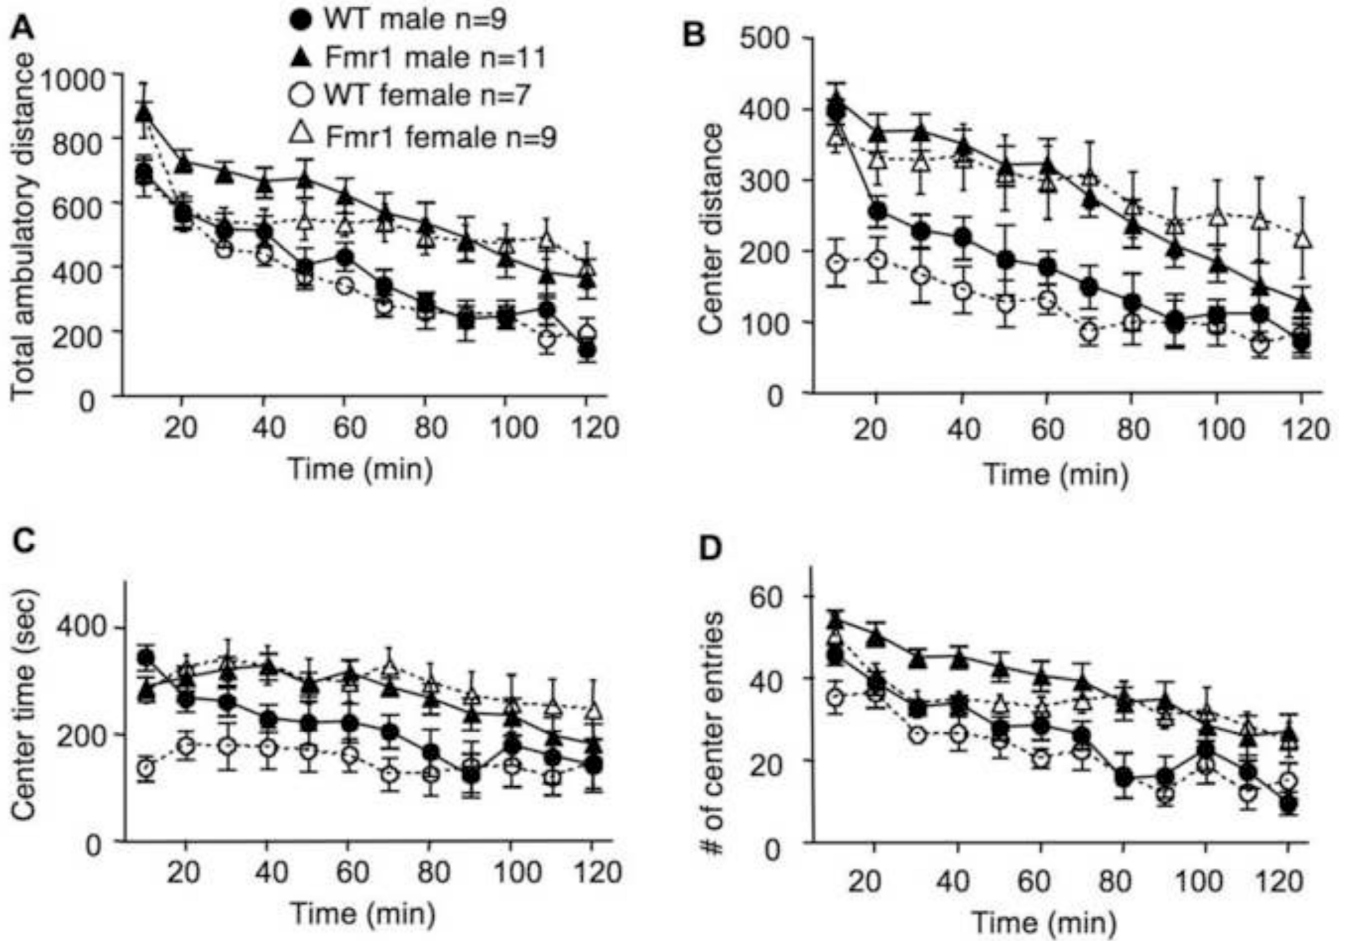 A
WT male n=9
Fmr1 male n=11
WT female n=7
Fmr1 female n=9
Total ambulatory distance
1000
800
600
400
200
0
20 40 60 80 100 120
Time (min)
B
Center distance
500
400
300
200
100
0
20 40 60 80 100 120
Time (min)
C
Center time (sec)
400
200
0
20 40 60 80 100 120
Time (min)
D
# of center entries
60
40
20
0
20 40 60 80 100 120
Time (min)